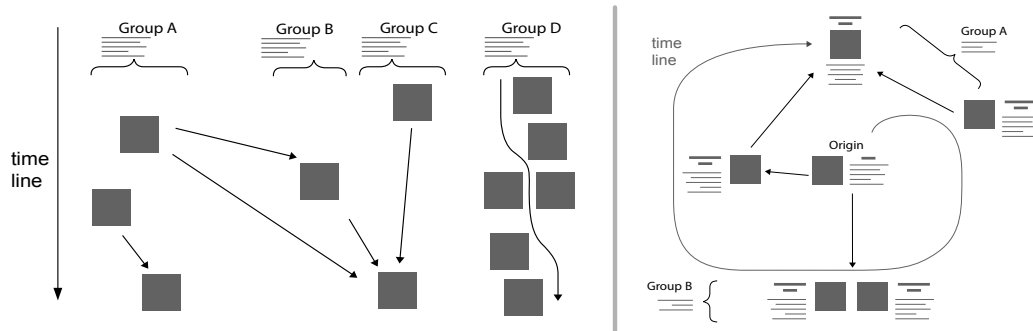 Group A
Group B
Group C
Group D
time
line
time
line
Group A
Origin
Group B